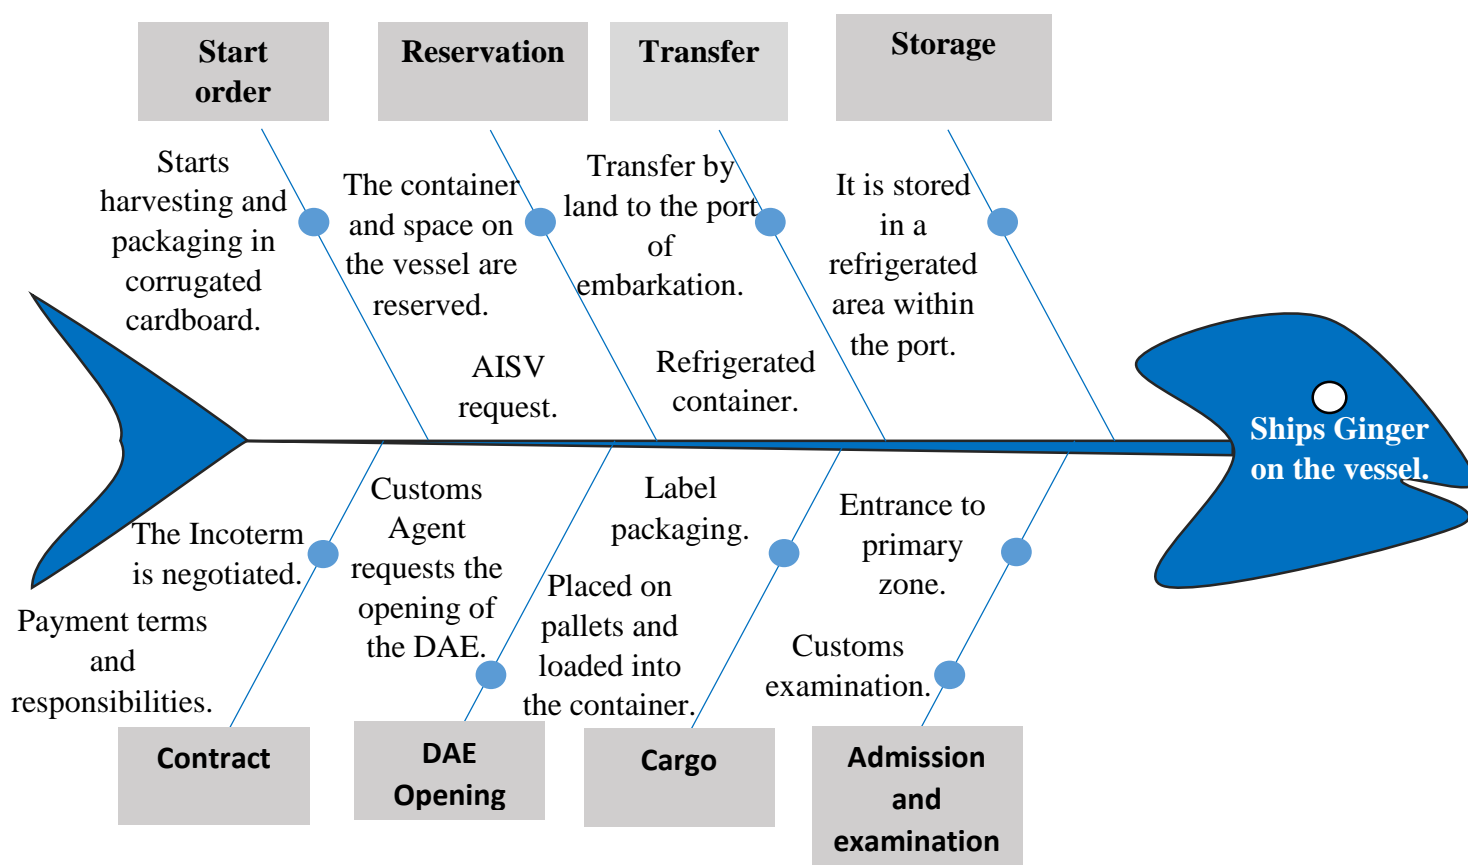 Start
order
Reservation
Transfer
Storage
Starts
harvesting and
packaging in
corrugated
cardboard.
The container
and space on
the vessel are
reserved.
AISV
request.
Transfer by
land to the port
of
embarkation.
Refrigerated
container.
It is stored
in a
refrigerated
area within
the port.
Ships Ginger
on the vessel.
The Incoterm
is negotiated.
Payment terms
and
responsibilities.
Customs
Agent
requests the
opening of
the DAE.
Label
packaging.
Placed on
pallets and
loaded into
the container.
Entrance to
primary
zone.
Customs
examination.
Contract
DAE
Opening
Cargo
Admission
and
examination